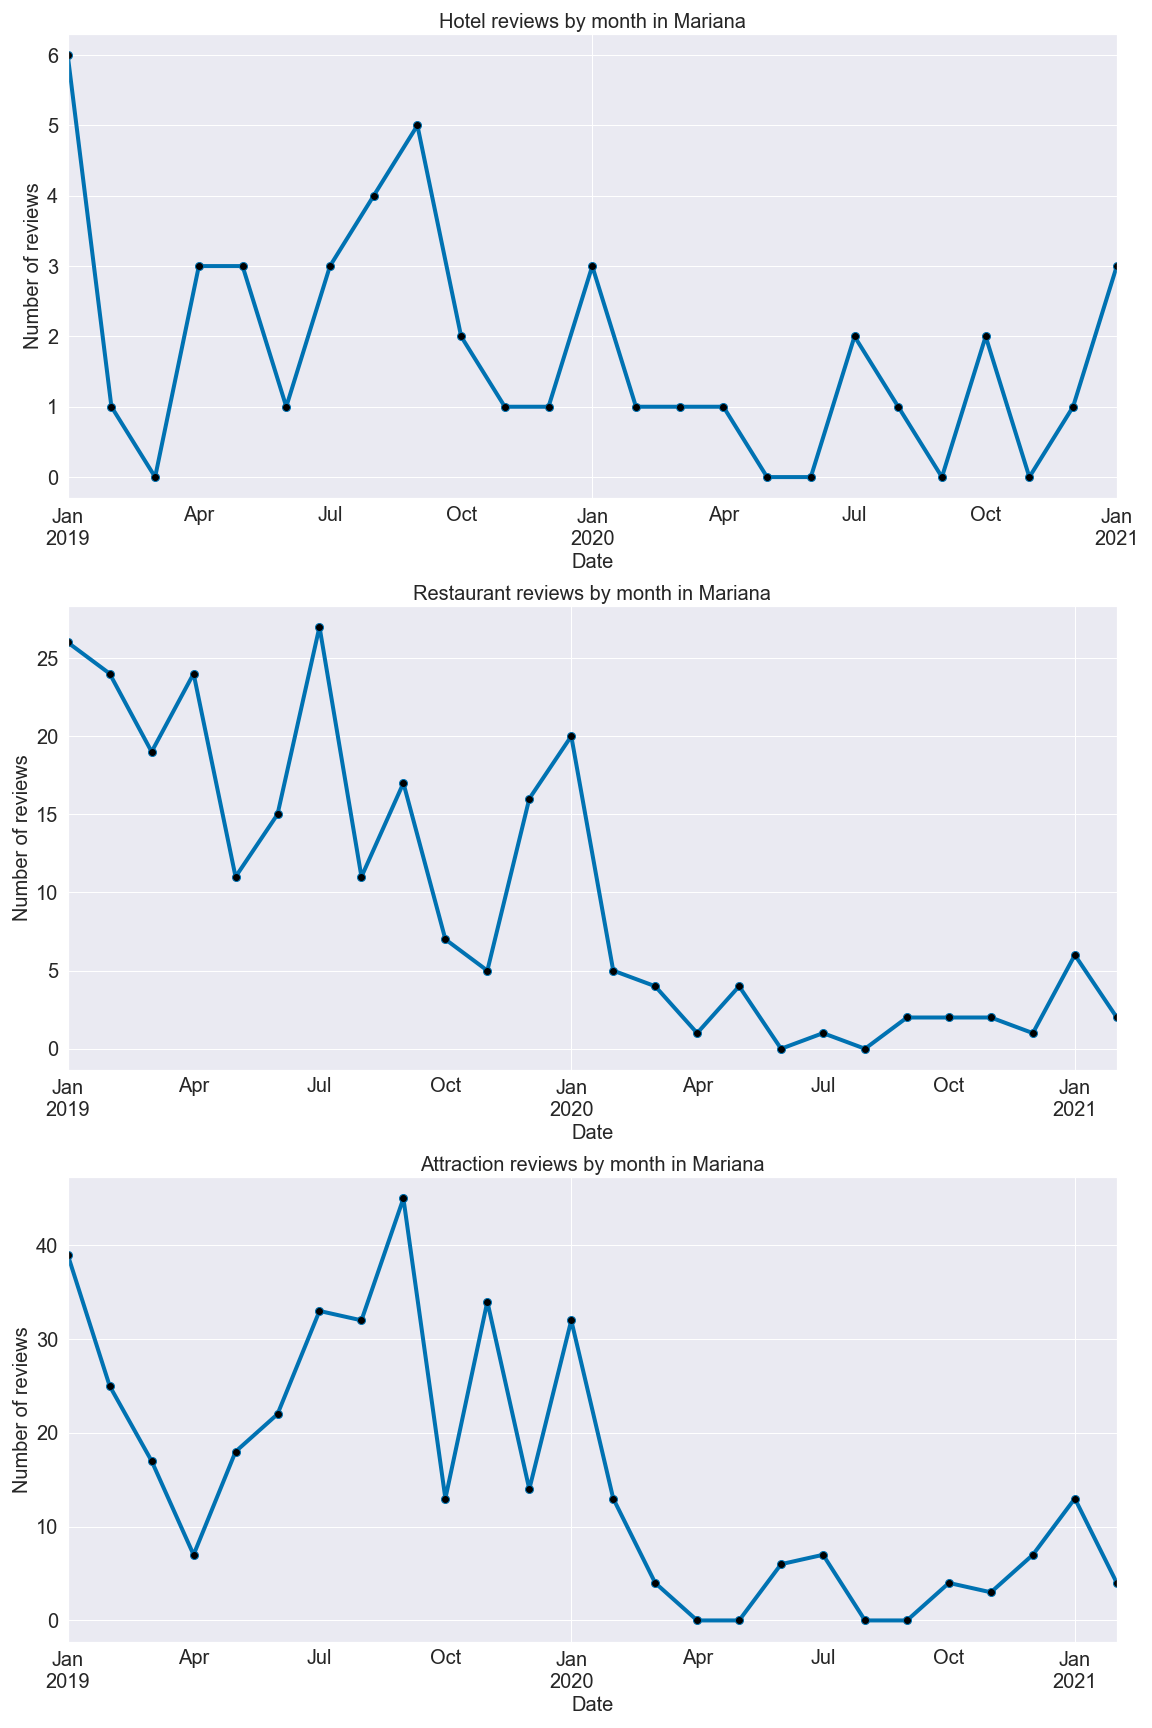 Hotel reviews by month in Mariana
6
5
4
3
2
1
0
Number of reviews
Jan Apr Jul Oct Jan Apr Jul Oct Jan
2019 2020 2021
Date
Restaurant reviews by month in Mariana
25
20
15
10
5
0
Number of reviews
Jan Apr Jul Oct Jan Apr Jul Oct Jan
2019 2020 2021
Date
Attraction reviews by month in Mariana
40
30
20
10
0
Number of reviews
Jan Apr Jul Oct Jan Apr Jul Oct Jan
2019 2020 2021
Date